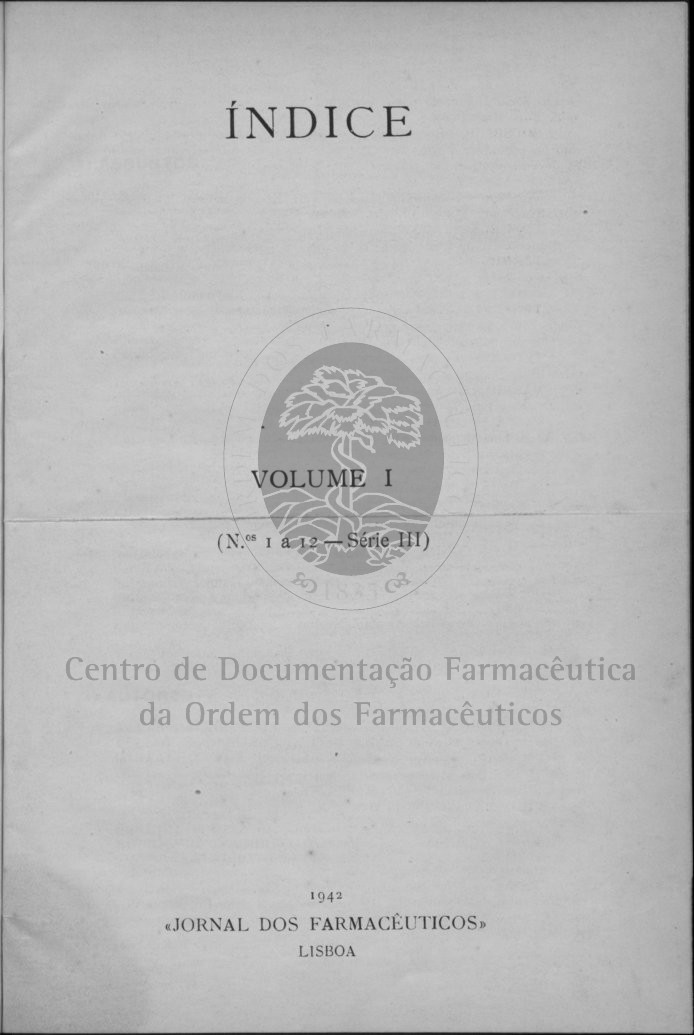 ÍNDICE
VOLUME I
(N.ºˢ 1 a 12 — Série III)
1835
Centro de Documentação Farmacêutica
da Ordem dos Farmacêuticos
1942
«JORNAL DOS FARMACÊUTICOS»
LISBOA